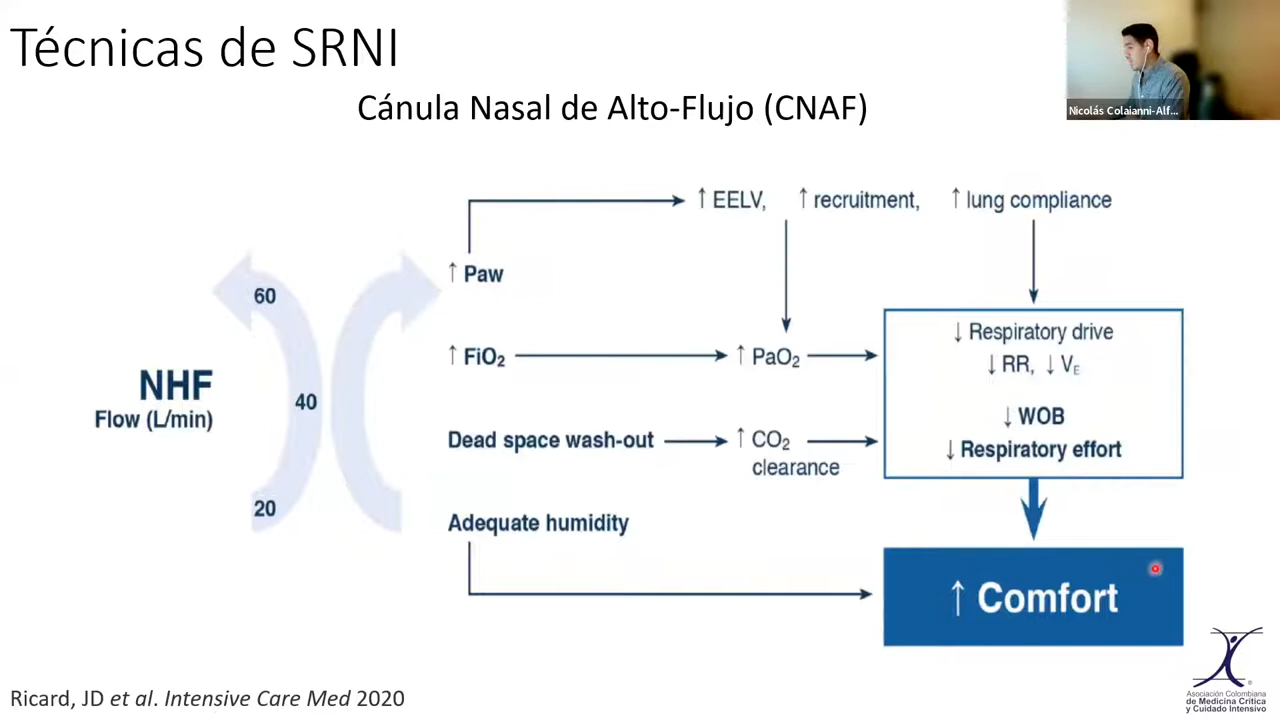 Técnicas de SRNI
Nicolás Colaianni-Alf...
Cánula Nasal de Alto-Flujo (CNAF)
↑ EELV, ↑ recruitment, ↑ lung compliance
↑ Paw
60
↓ Respiratory drive
↑ FiO₂
↑ PaO₂
↓ RR, ↓ VE
NHF
Flow (L/min)
40
↓ WOB
Dead space wash-out
↑ CO₂
clearance
↓ Respiratory effort
20
Adequate humidity
↑ Comfort
Ricard, JD et al. Intensive Care Med 2020
Asociación Colombiana
de Medicina Crítica
y Cuidado Intensivo
®